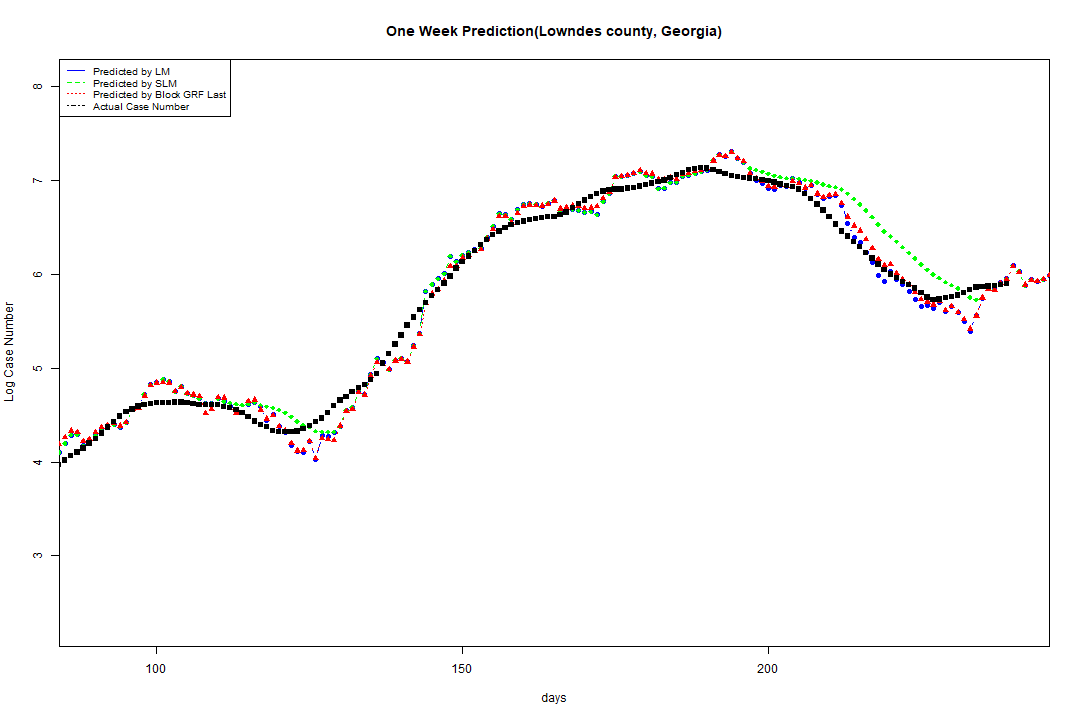 One Week Prediction(Lowndes county, Georgia)
Predicted by LM
Predicted by SLM
Predicted by Block GRF Last
Actual Case Number
8
7
6
5
4
3
Log Case Number
100 150 200
days